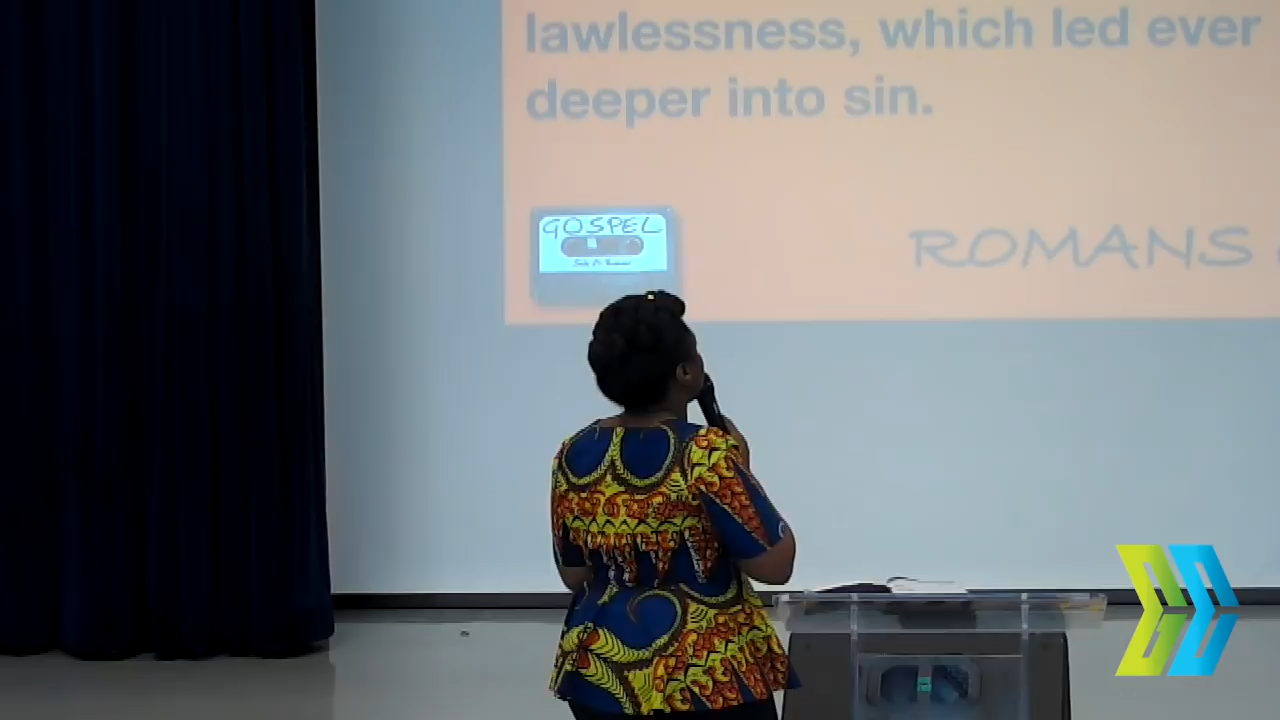 lawlessness, which led ever
deeper into sin.
GOSPEL
ROMANS